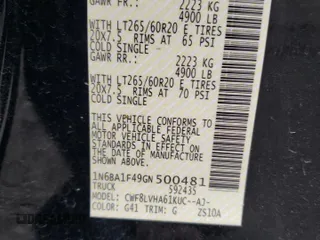 GAWR FR.: 2223 KG
4900 LB
WITH LT265/60R20 E TIRES
20X7.5 RIMS AT 65 PSI
COLD SINGLE -
GAWR RR.: 2223 KG
4900 LB
WITH LT265/60R20 E TIRES
20X7.5 RIMS AT 70 PSI
COLD SINGLE -
THIS VEHICLE CONFORMS TO
ALL APPLICABLE FEDERAL
MOTOR VEHICLE SAFETY
STANDARDS IN EFFECT ON
THE DATE OF MANUFACTURE
SHOWN ABOVE
1N6BA1F49GN500481
TRUCK 592435
MODEL: CWF8LVHA61KUC--AJ-
COLOR: G41 TRIM: G ZS10A